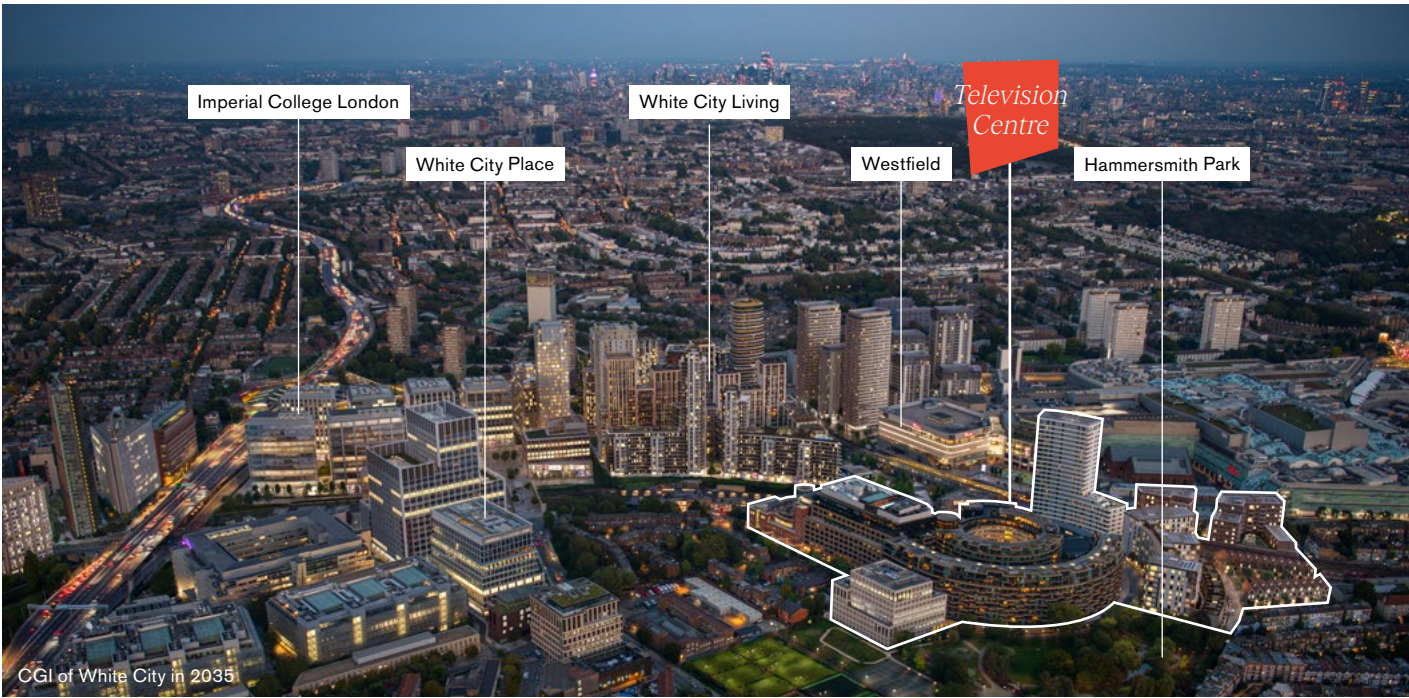 Imperial College London
White City Living
Television
Centre
White City Place
Westfield
Hammersmith Park
CGI of White City in 2035